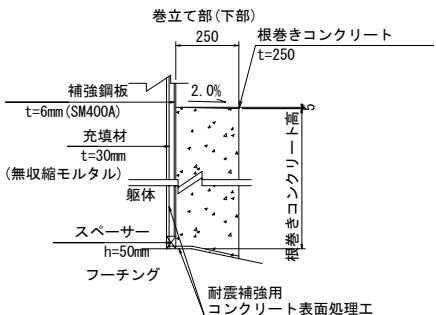 巻立て部(下部)
250
根巻きコンクリート
t=250
補強鋼板
t=6mm(SM400A)
2.0%
5
充填材
t=30mm
(無収縮モルタル)
躯体
根巻きコンクリート高
スペーサー
h=50mm
フーチング
耐震補強用
コンクリート表面処理工